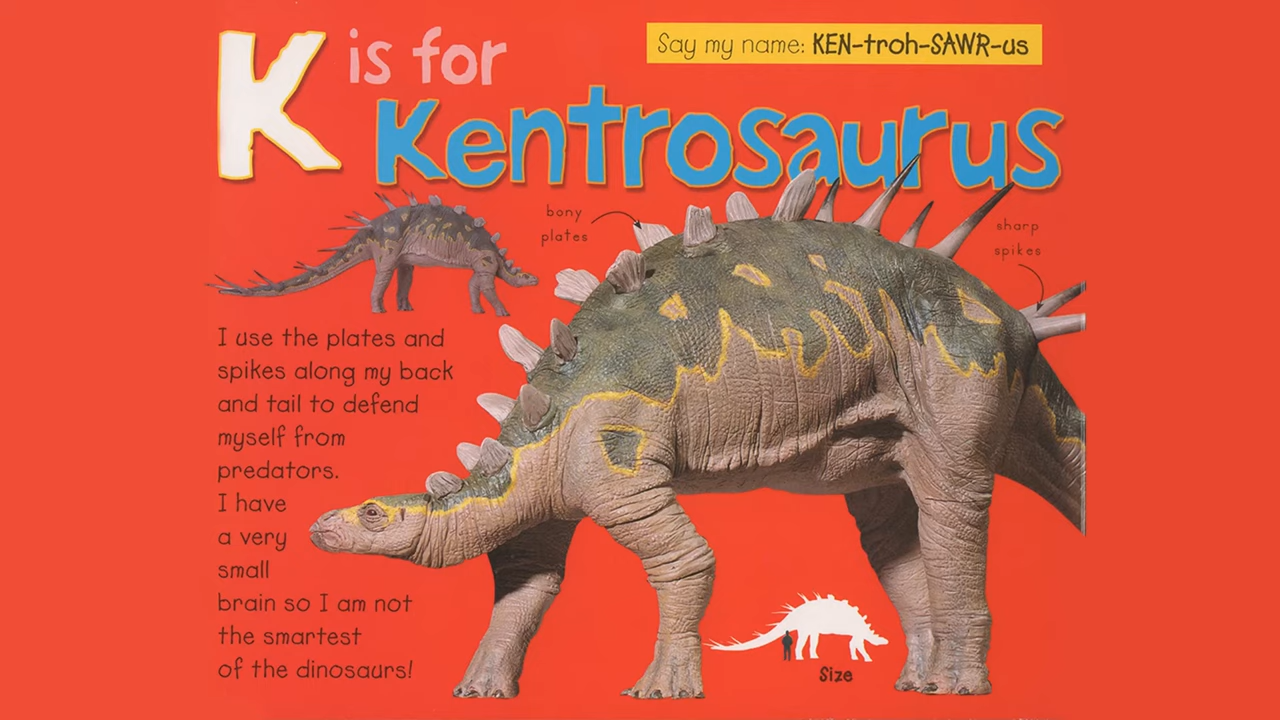 K is for
Kentrosaurus
Say my name: KEN-troh-SAWR-us
bony
plates
sharp
spikes
I use the plates and
spikes along my back
and tail to defend
myself from
predators.
I have
a very
small
brain so I am not
the smartest
of the dinosaurs!
Size